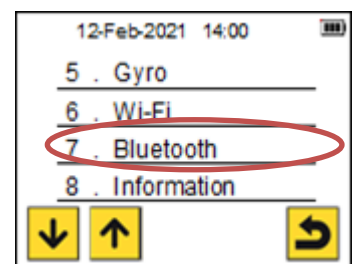 12-Feb-2021 14:00
5 . Gyro
6 . Wi-Fi
7 . Bluetooth
8 . Information